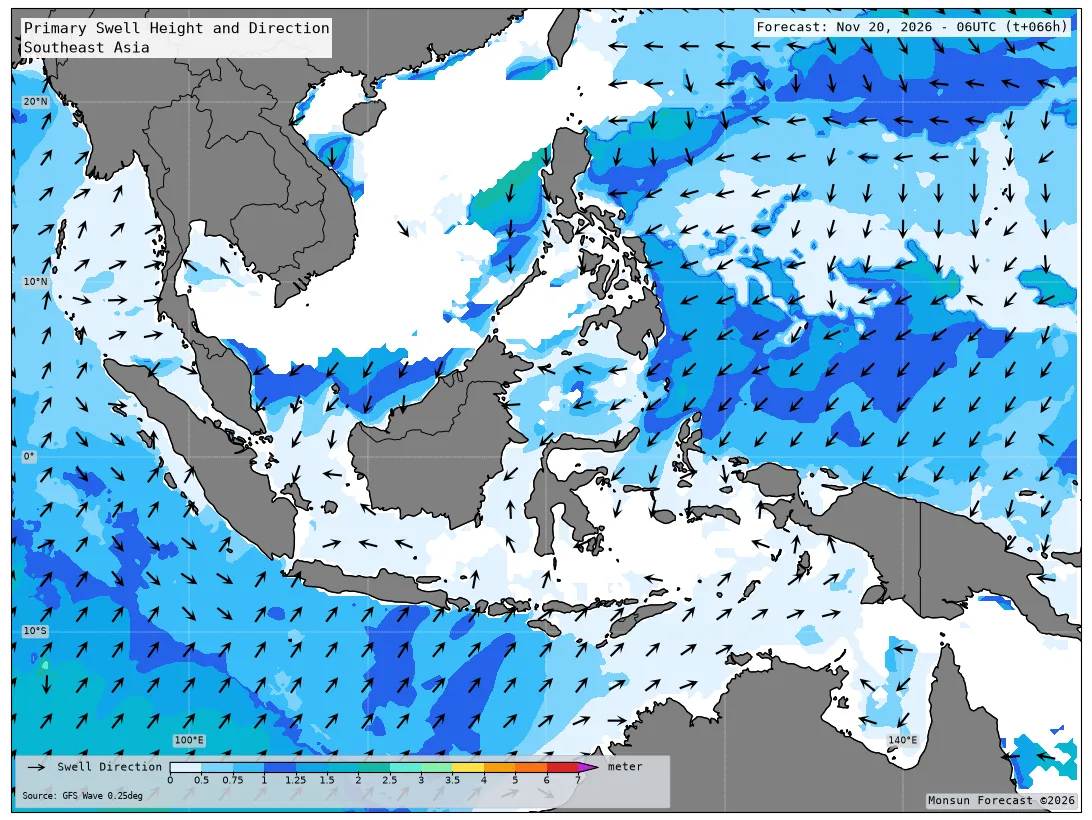 Primary Swell Height and Direction
Southeast Asia
Forecast: Nov 20, 2026 - 06UTC (t+066h)
20°N
10°N
0°
10°S
100°E
140°E
Swell Direction
0 0.5 0.75 1 1.25 1.5 2 2.5 3 3.5 4 5 6 7
meter
Source: GFS Wave 0.25deg
Monsun Forecast ©2026